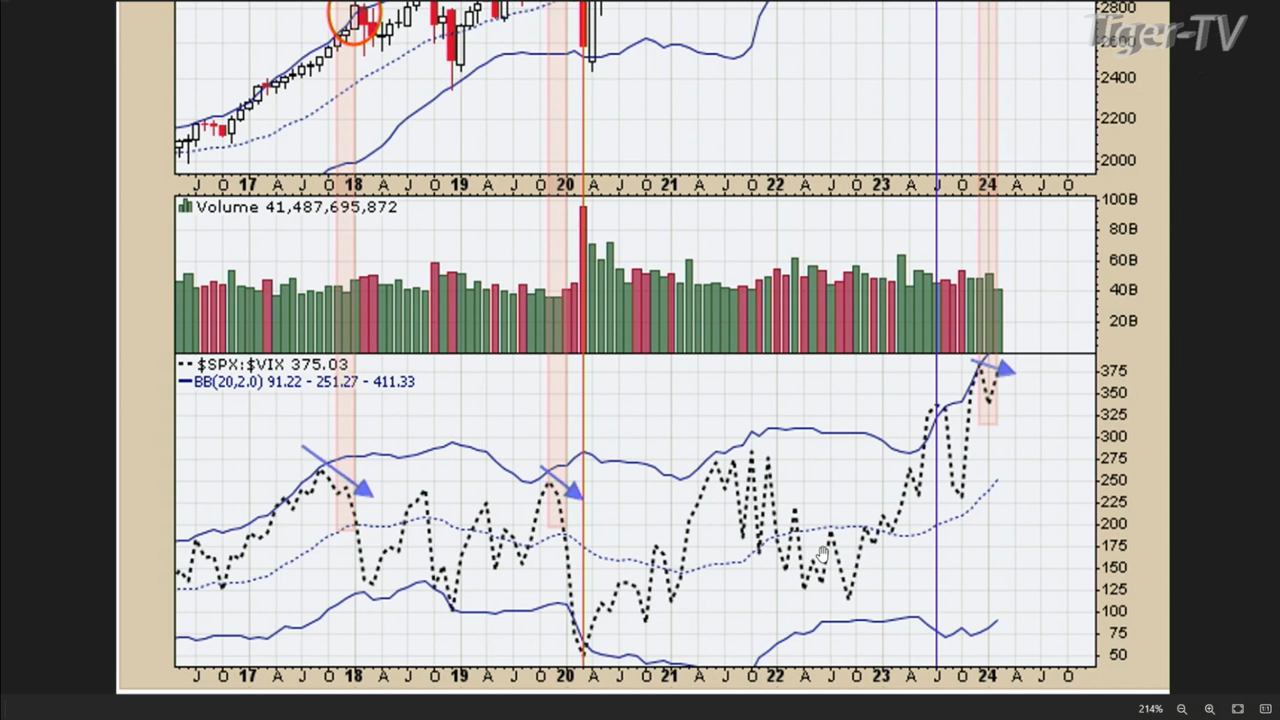 Tiger-TV
2800
2600
2400
2200
2000
J O 17 A J O 18 A J O 19 A J O 20 A J O 21 A J O 22 A J O 23 A J O 24 A J O
Volume 41,487,695,872
100B
80B
60B
40B
20B
$SPX:$VIX 375.03
BB(20,2.0) 91.22 - 251.27 - 411.33
375
350
325
300
275
250
225
200
175
150
125
100
75
50
J O 17 A J O 18 A J O 19 A J O 20 A J O 21 A J O 22 A J O 23 A J O 24 A J O
214%
1:1